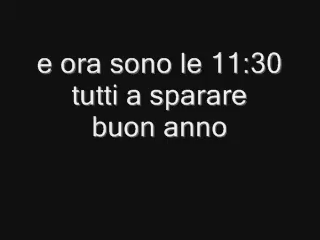 e ora sono le 11:30
tutti a sparare
buon anno